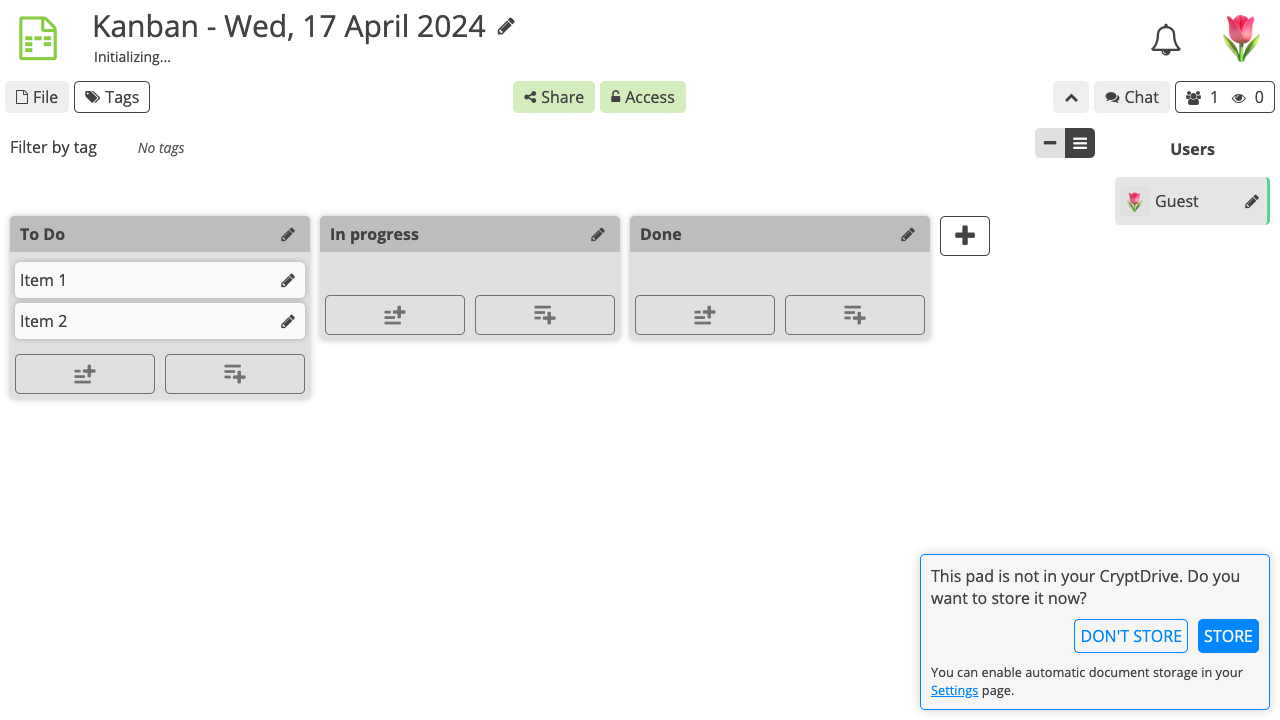 Kanban - Wed, 17 April 2024
Initializing...
File
Tags
Share
Access
Chat
1
0
Filter by tag
No tags
Users
Guest
To Do
In progress
Done
Item 1
Item 2
This pad is not in your CryptDrive. Do you
want to store it now?
DON'T STORE
STORE
You can enable automatic document storage in your
Settings page.